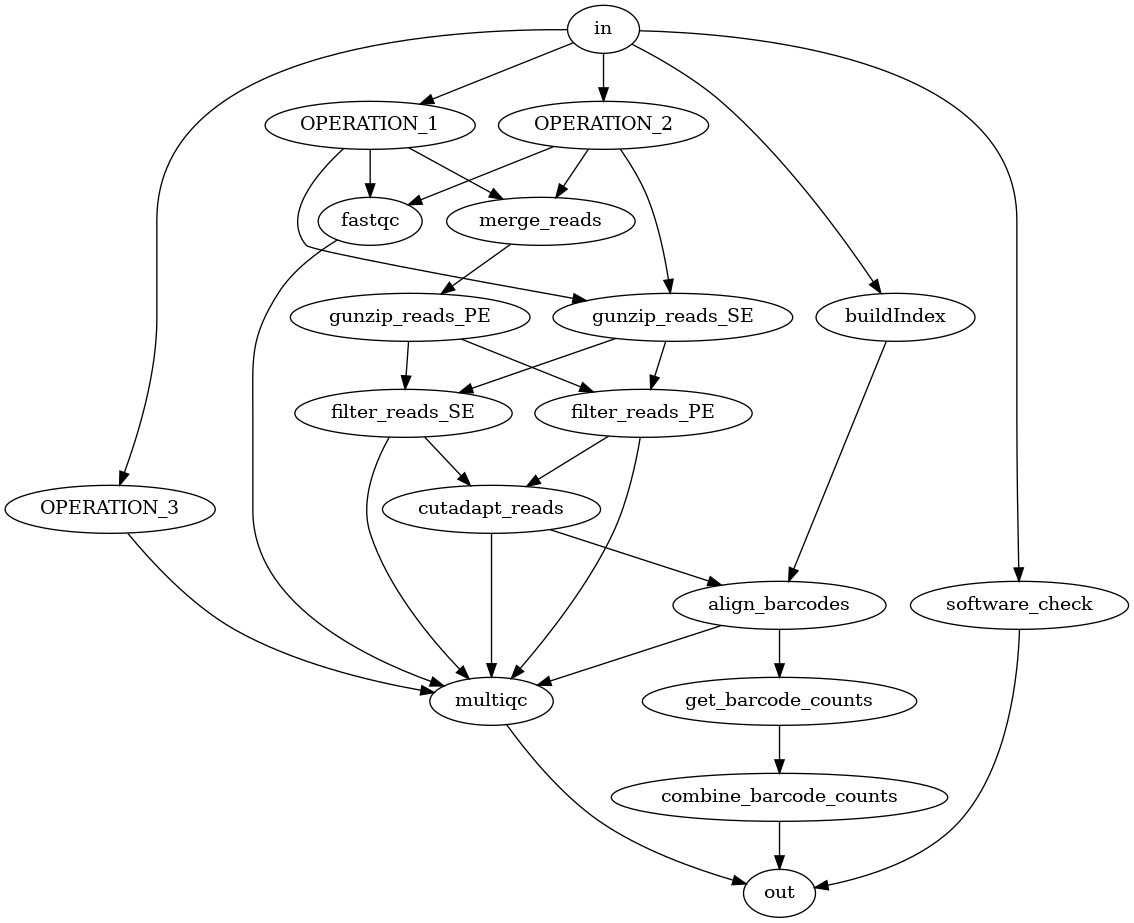 in
OPERATION_1
OPERATION_2
fastqc
merge_reads
gunzip_reads_PE
gunzip_reads_SE
buildIndex
filter_reads_SE
filter_reads_PE
OPERATION_3
cutadapt_reads
align_barcodes
software_check
multiqc
get_barcode_counts
combine_barcode_counts
out